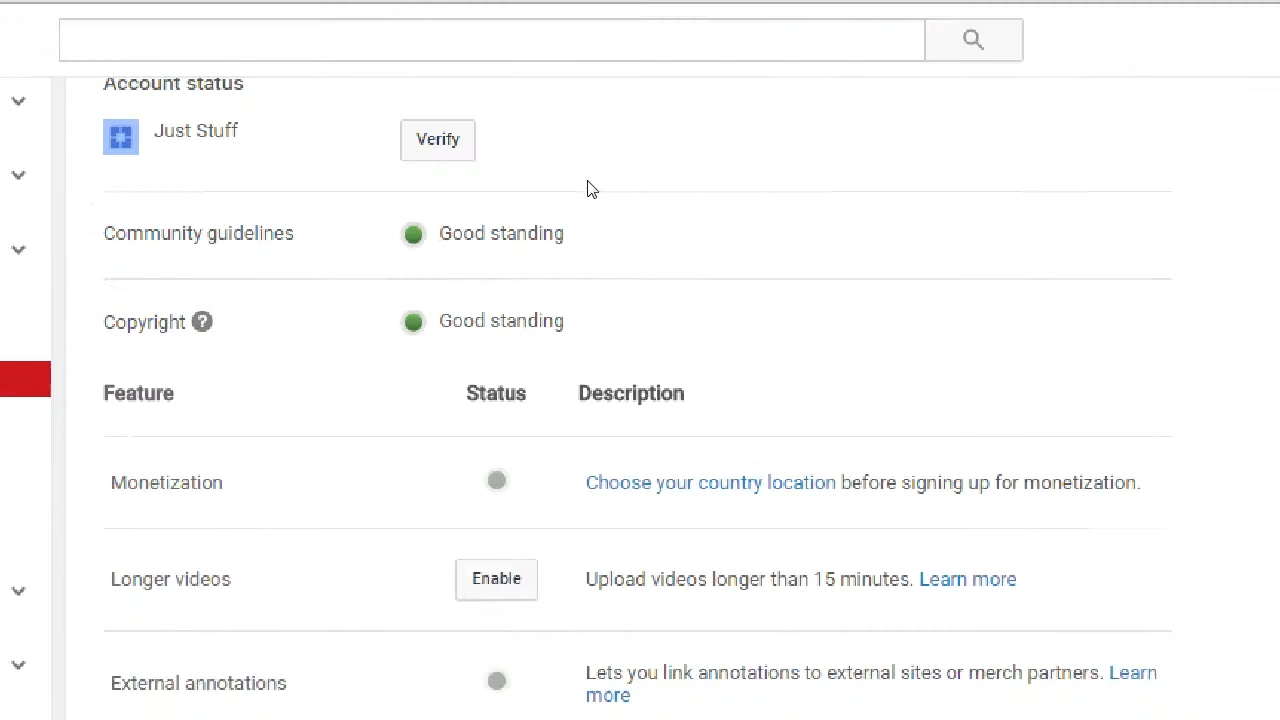 Account status
Just Stuff
Verify
Community guidelines
Good standing
Copyright ?
Good standing
Feature Status Description
Monetization
Choose your country location before signing up for monetization.
Longer videos
Enable
Upload videos longer than 15 minutes. Learn more
External annotations
Lets you link annotations to external sites or merch partners. Learn
more